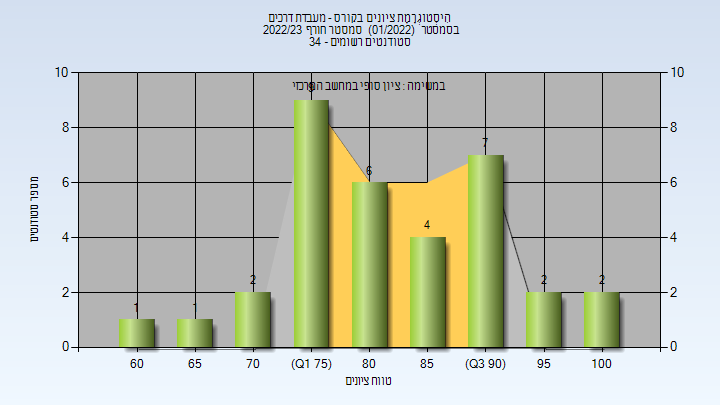 היסטוגרמת ציונים בקורס - מעבדת דרכים
בסמסטר (01/2022) סמסטר חורף 2022/23
סטודנטים רשומים - 34
במשימה : ציון סופי במחשב המרכזי
מספר סטודנטים
10 10
8 8
6 6
4 4
2 2
0 0
1 1 2 9 6 4 7 2 2
60 65 70 (Q1 75) 80 85 (Q3 90) 95 100
טווח ציונים